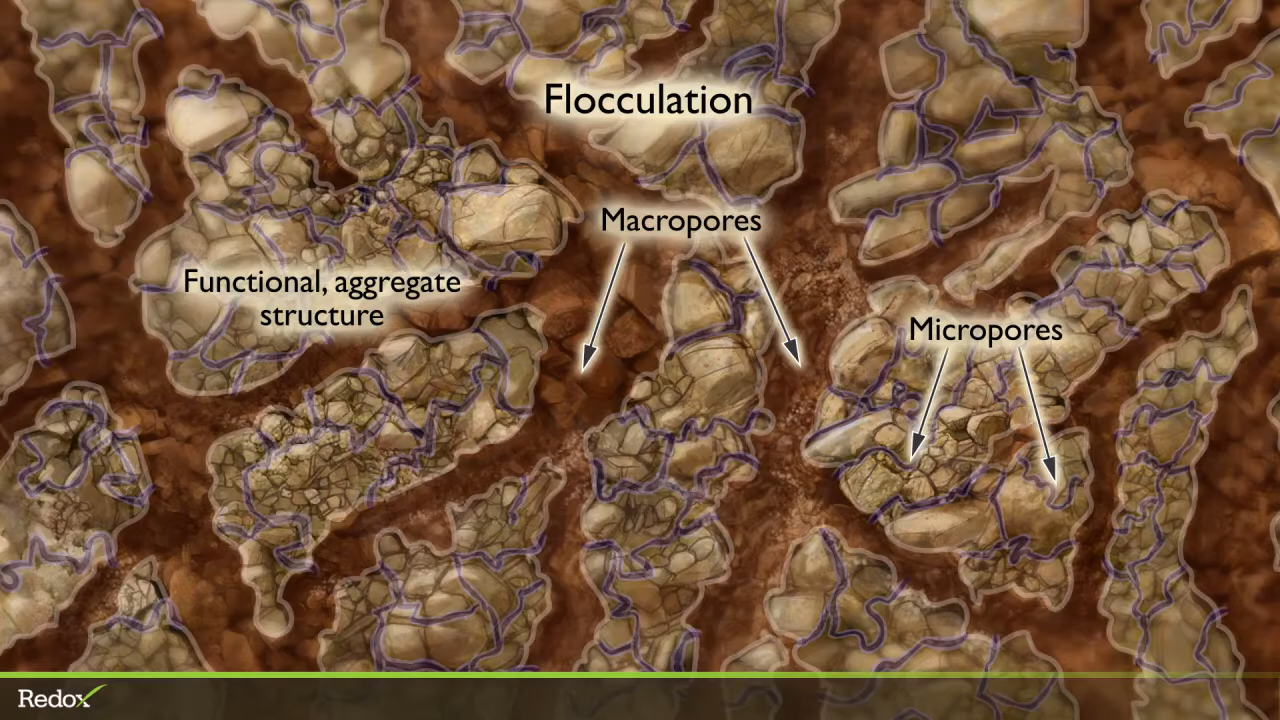 Flocculation
Macropores
Functional, aggregate
structure
Micropores
Redox